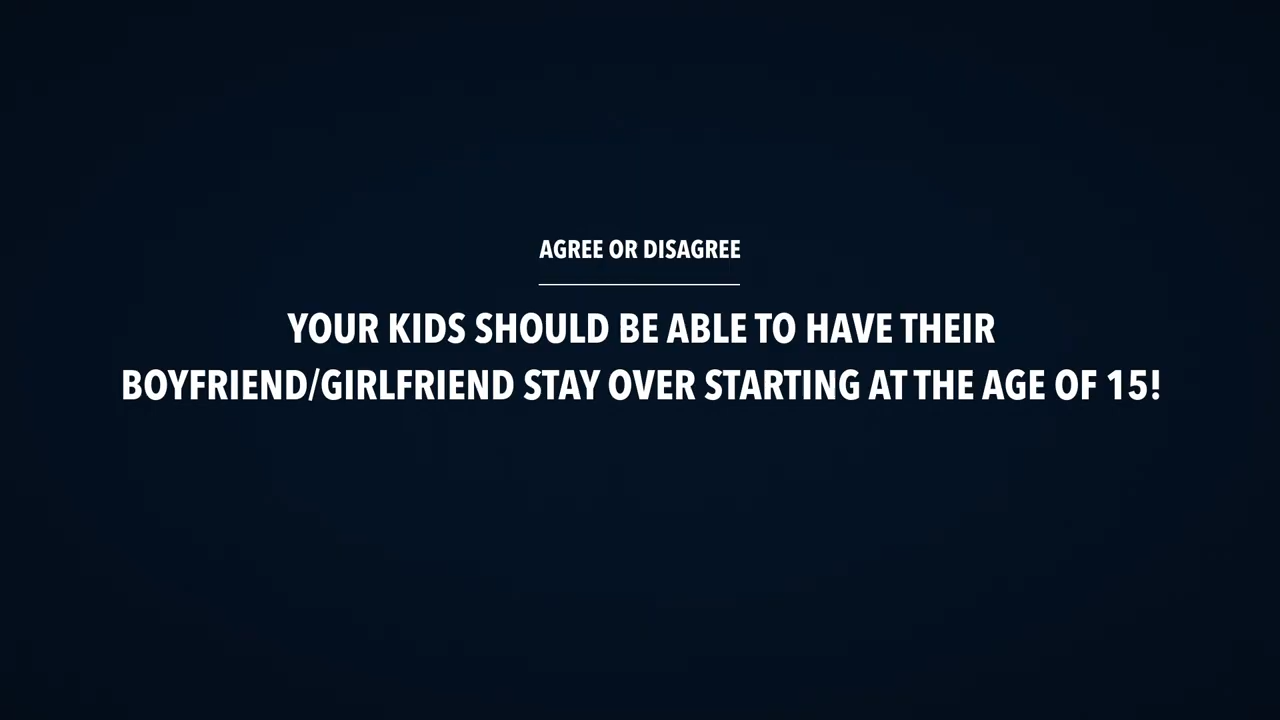 AGREE OR DISAGREE
YOUR KIDS SHOULD BE ABLE TO HAVE THEIR
BOYFRIEND/GIRLFRIEND STAY OVER STARTING AT THE AGE OF 15!